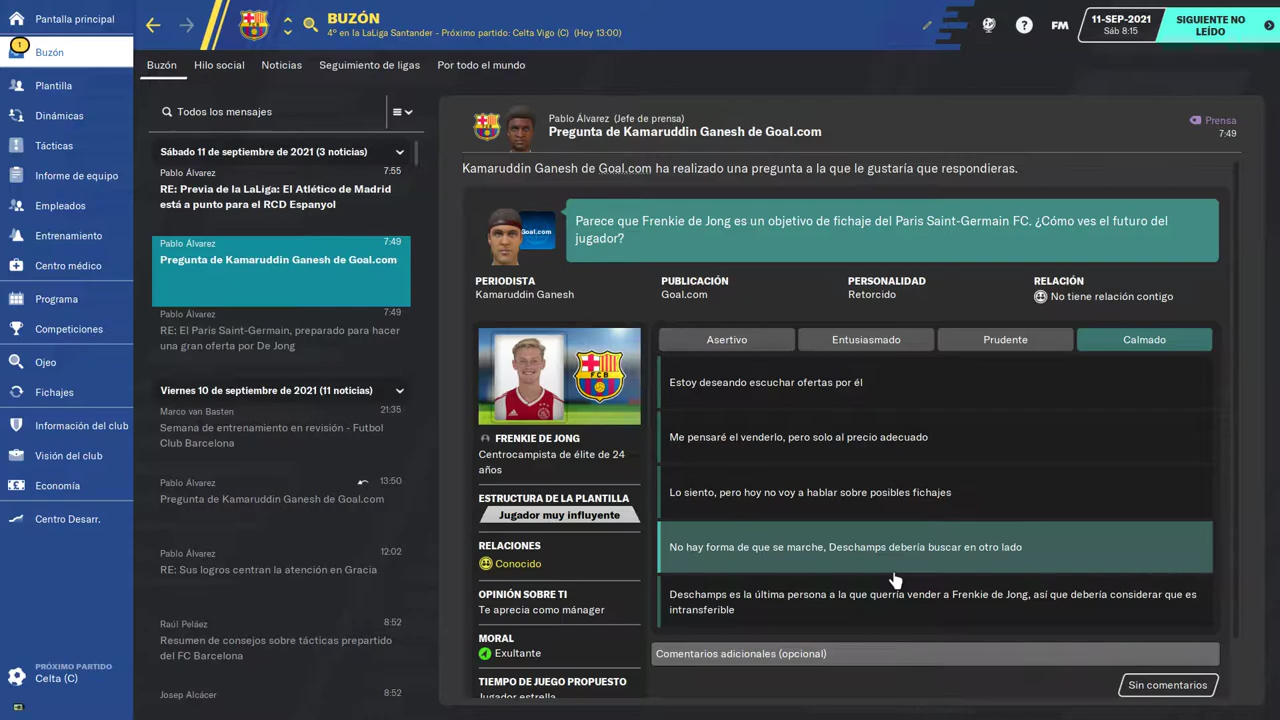 Pantalla principal
1
Buzón
Plantilla
Dinámicas
Tácticas
Informe de equipo
Empleados
Entrenamiento
Centro médico
Programa
Competiciones
Ojeo
Fichajes
Información del club
Visión del club
Economía
Centro Desarr.
PRÓXIMO PARTIDO
Celta (C)
BUZÓN
4º en la LaLiga Santander - Próximo partido: Celta Vigo (C) (Hoy 13:00)
FM
11-SEP-2021
Sáb 8:15
SIGUIENTE NO
LEÍDO
Buzón
Hilo social
Noticias
Seguimiento de ligas
Por todo el mundo
Todos los mensajes
Sábado 11 de septiembre de 2021 (3 noticias)
Pablo Álvarez 7:55
RE: Previa de la LaLiga: El Atlético de Madrid
está a punto para el RCD Espanyol
Pablo Álvarez 7:49
Pregunta de Kamaruddin Ganesh de Goal.com
Pablo Álvarez 7:49
RE: El Paris Saint-Germain, preparado para hacer
una gran oferta por De Jong
Viernes 10 de septiembre de 2021 (11 noticias)
Marco van Basten 21:35
Semana de entrenamiento en revisión - Futbol
Club Barcelona
Pablo Álvarez 13:50
Pregunta de Kamaruddin Ganesh de Goal.com
Pablo Álvarez 12:02
RE: Sus logros centran la atención en Gracia
Raúl Peláez 8:52
Resumen de consejos sobre tácticas prepartido
del FC Barcelona
Josep Alcácer 8:52
Pablo Álvarez (Jefe de prensa)
Pregunta de Kamaruddin Ganesh de Goal.com
Prensa
7:49
Kamaruddin Ganesh de Goal.com ha realizado una pregunta a la que le gustaría que respondieras.
Goal.com
Parece que Frenkie de Jong es un objetivo de fichaje del Paris Saint-Germain FC. ¿Cómo ves el futuro del
jugador?
PERIODISTA
Kamaruddin Ganesh
PUBLICACIÓN
Goal.com
PERSONALIDAD
Retorcido
RELACIÓN
No tiene relación contigo
FCB
FRENKIE DE JONG
Centrocampista de élite de 24
años
ESTRUCTURA DE LA PLANTILLA
Jugador muy influyente
RELACIONES
Conocido
OPINIÓN SOBRE TI
Te aprecia como mánager
MORAL
Exultante
TIEMPO DE JUEGO PROPUESTO
Jugador estrella
Asertivo
Entusiasmado
Prudente
Calmado
Estoy deseando escuchar ofertas por él
Me pensaré el venderlo, pero solo al precio adecuado
Lo siento, pero hoy no voy a hablar sobre posibles fichajes
No hay forma de que se marche, Deschamps debería buscar en otro lado
Deschamps es la última persona a la que querría vender a Frenkie de Jong, así que debería considerar que es
intransferible
Comentarios adicionales (opcional)
Sin comentarios